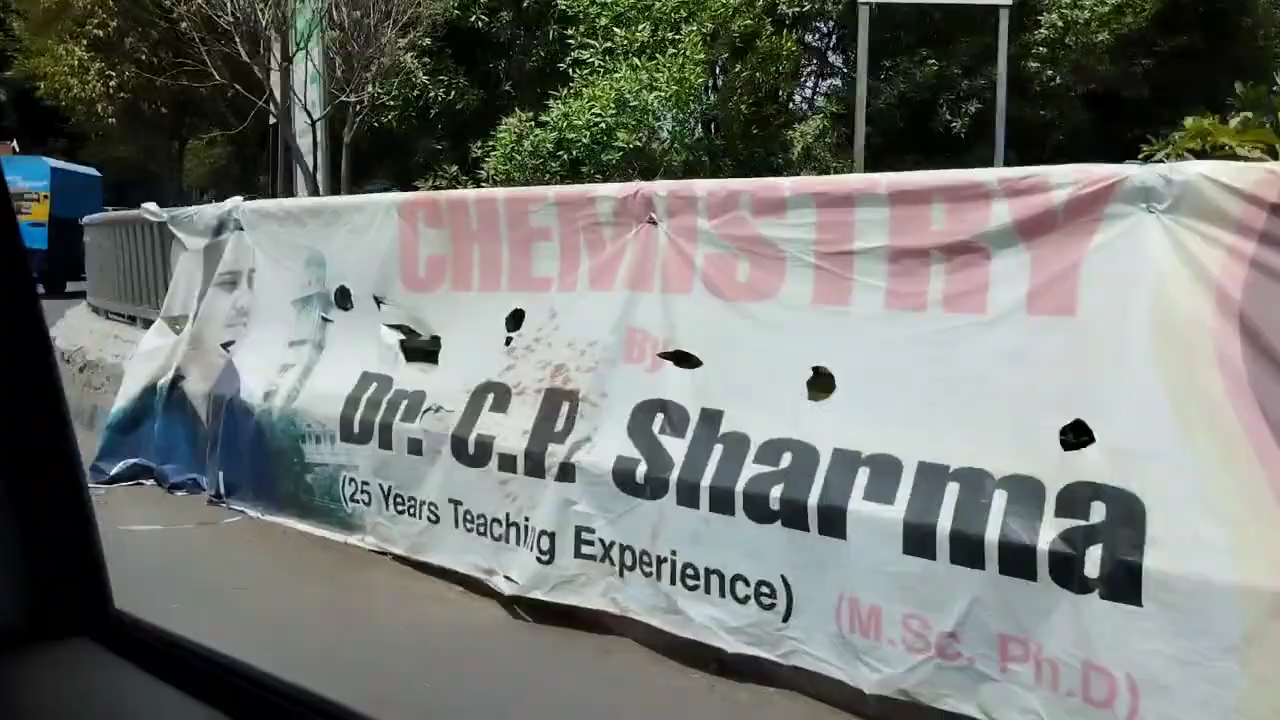 CHEMISTRY
By
Dr. C.P. Sharma
(25 Years Teaching Experience)
(M.Sc. Ph.D)